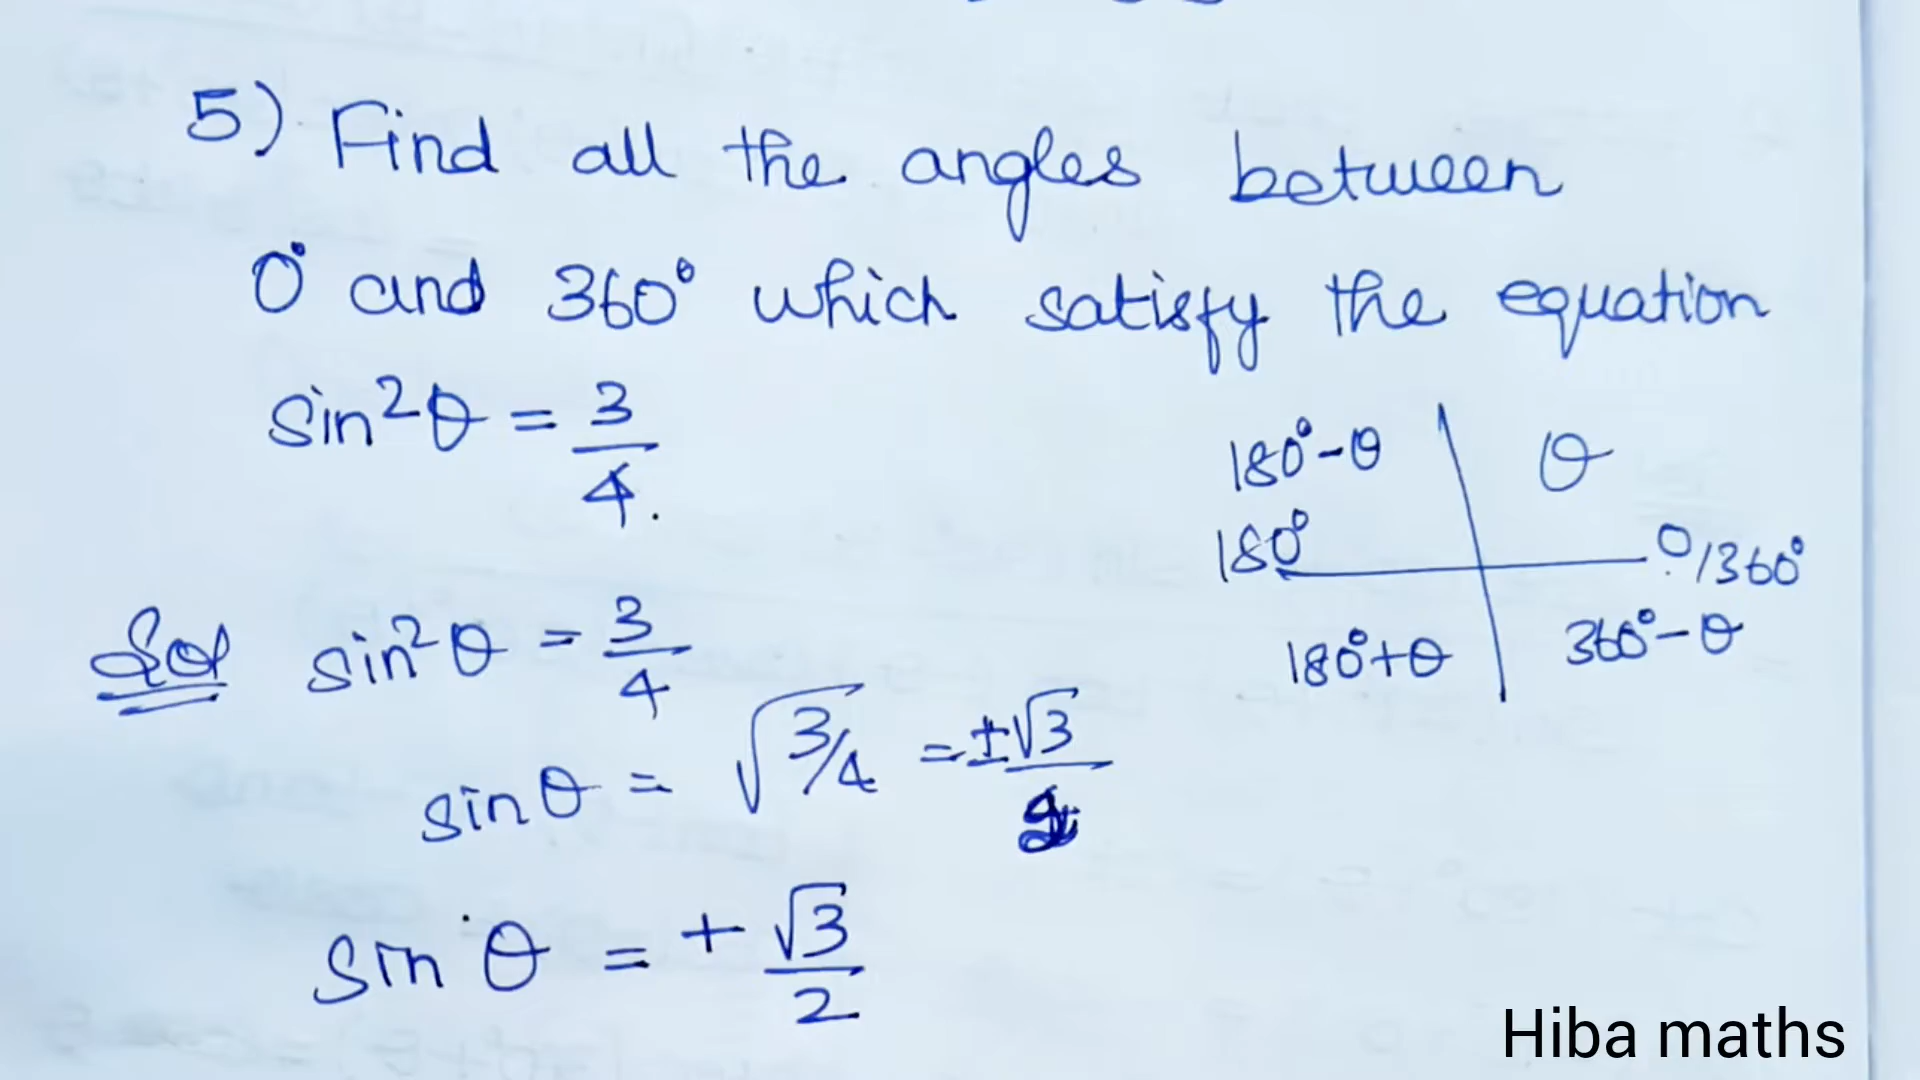 5) Find all the angles between
0° and 360° which satisfy the equation
sin²θ = 3/4.
180°-θ θ
180° 0/360°
180°+θ 360°-θ
Sol sin²θ = 3/4
sin θ = √3/4 = ±√3/2
sin θ = + √3/2
Hiba maths